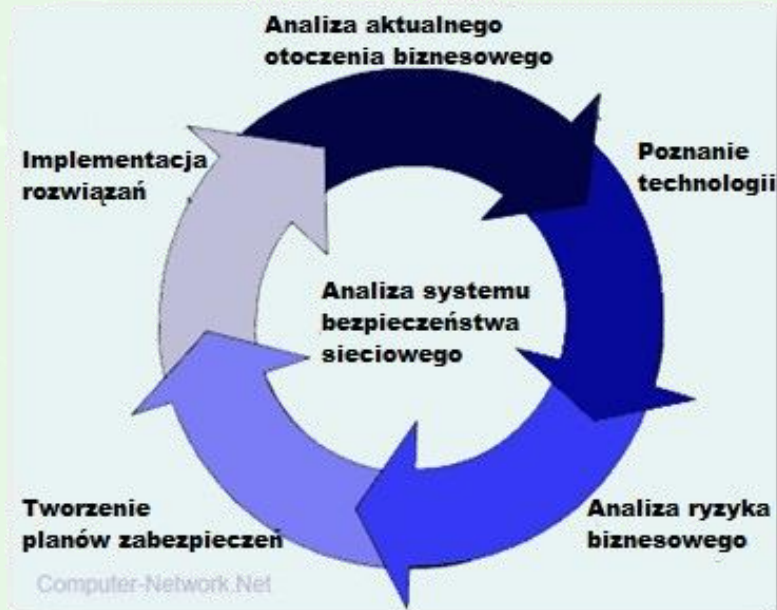 Analiza aktualnego
otoczenia biznesowego
Poznanie
technologii
Analiza ryzyka
biznesowego
Tworzenie
planów zabezpieczeń
Implementacja
rozwiązań
Analiza systemu
bezpieczeństwa
sieciowego
Computer-Network.Net